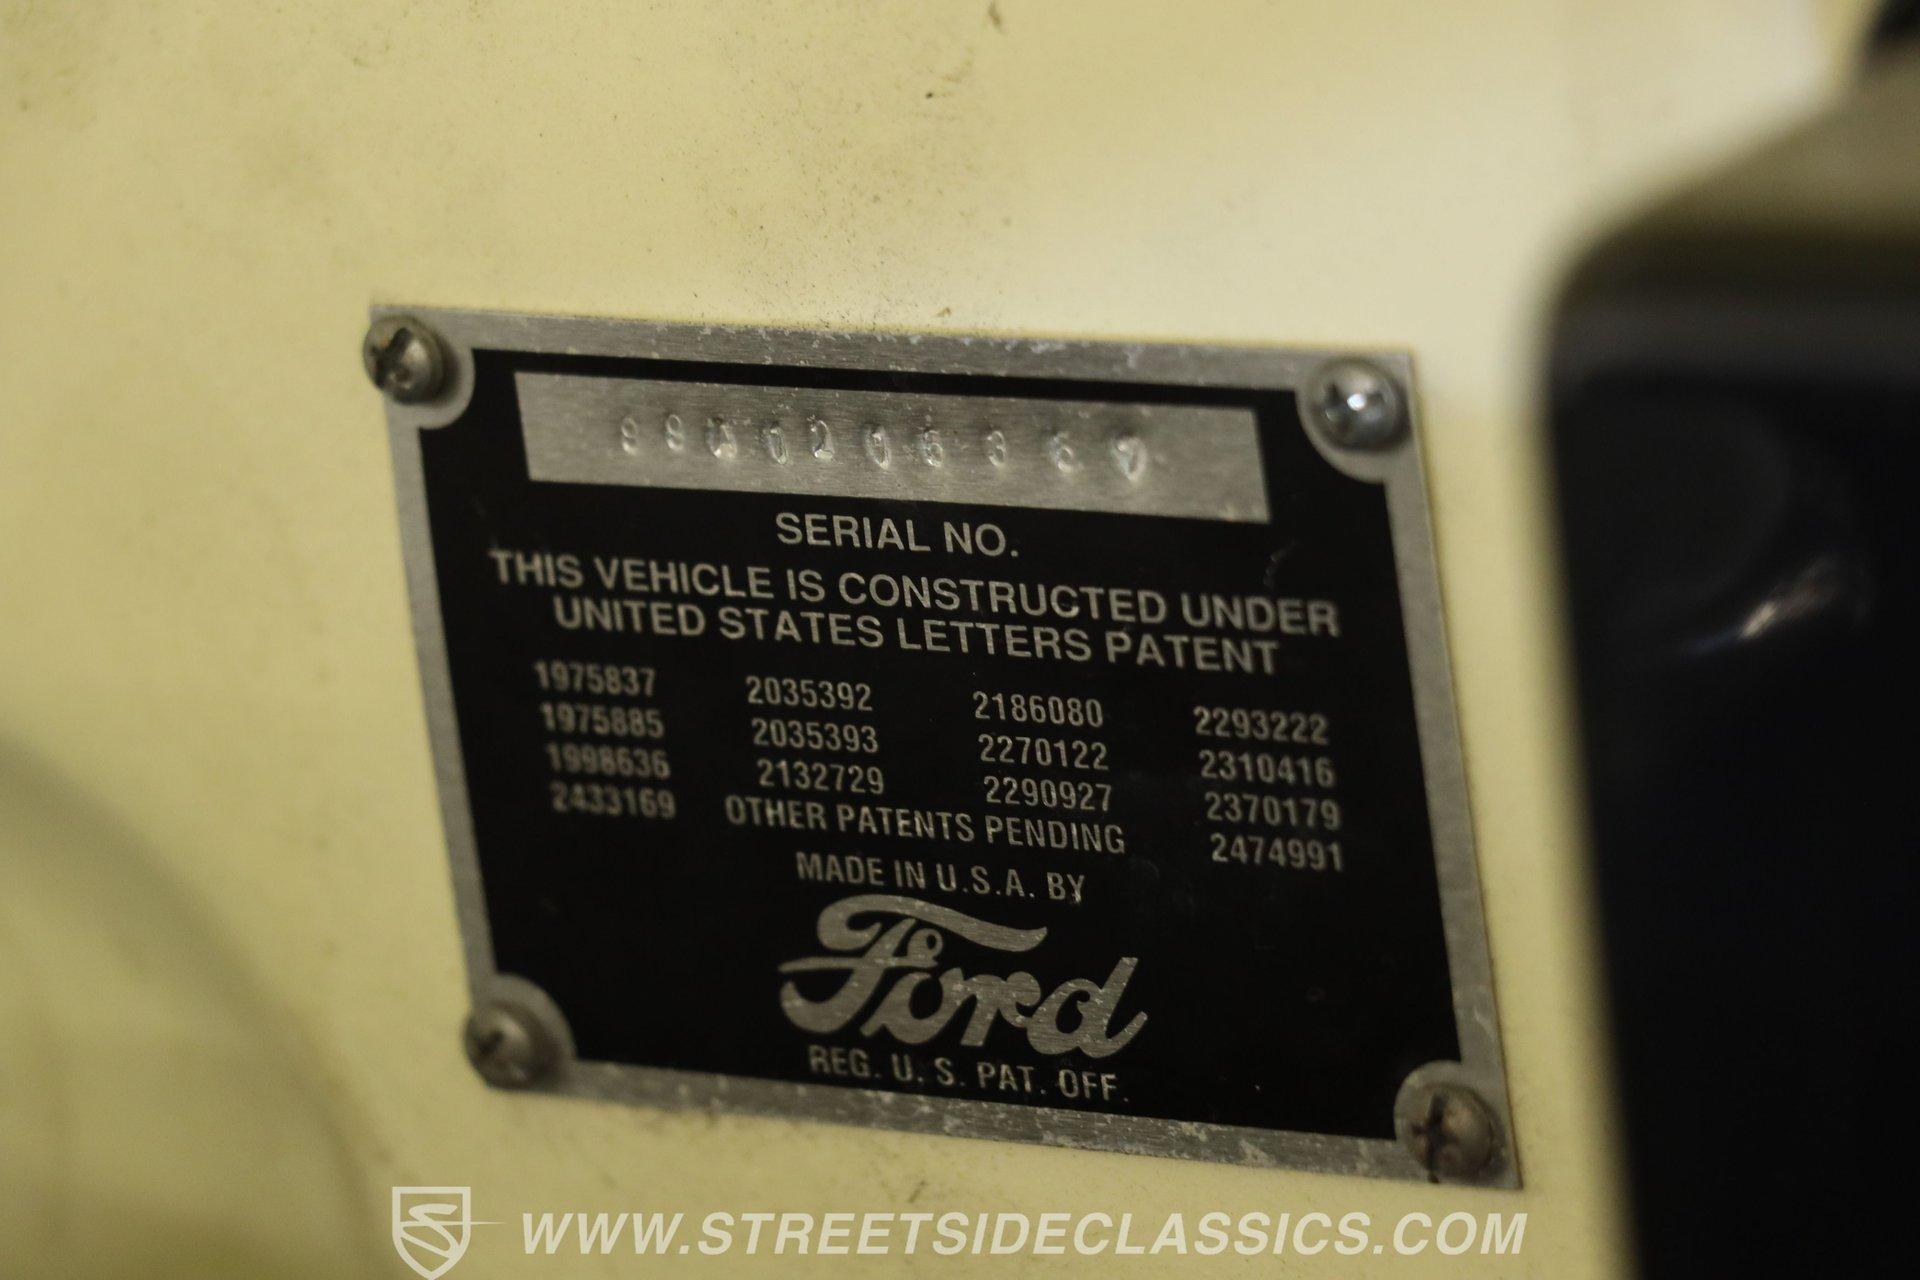 SERIAL NO.
THIS VEHICLE IS CONSTRUCTED UNDER
UNITED STATES LETTERS PATENT
1975837 2035392 2186080 2293222
1975885 2035393 2270122 2310416
1998636 2132729 2290927 2370179
2433169 OTHER PATENTS PENDING 2474991
MADE IN U.S.A. BY
Ford
REG. U. S. PAT. OFF.
WWW.STREETSIDECLASSICS.COM